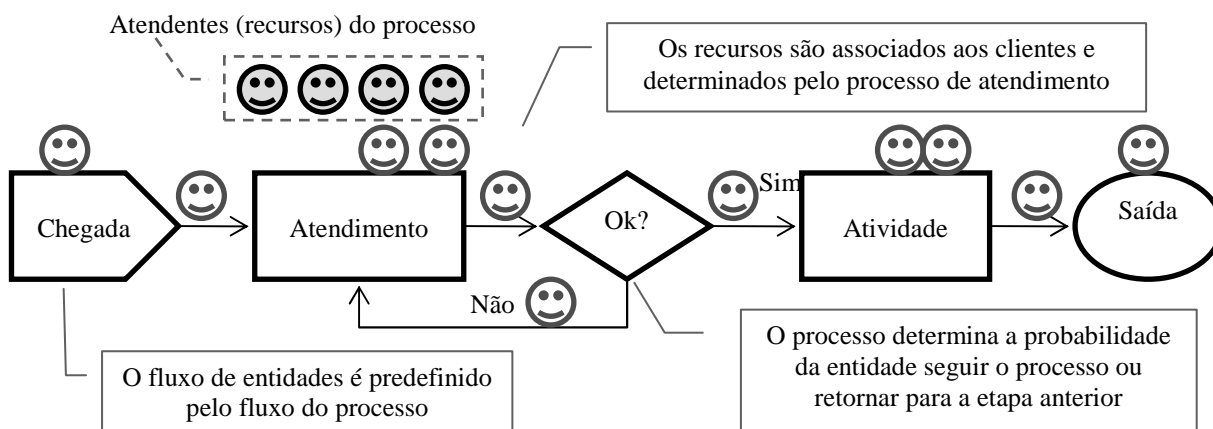 Atendentes (recursos) do processo
Os recursos são associados aos clientes e
determinados pelo processo de atendimento
Chegada
Atendimento
Ok?
Sim
Atividade
Saída
Não
O fluxo de entidades é predefinido
pelo fluxo do processo
O processo determina a probabilidade
da entidade seguir o processo ou
retornar para a etapa anterior